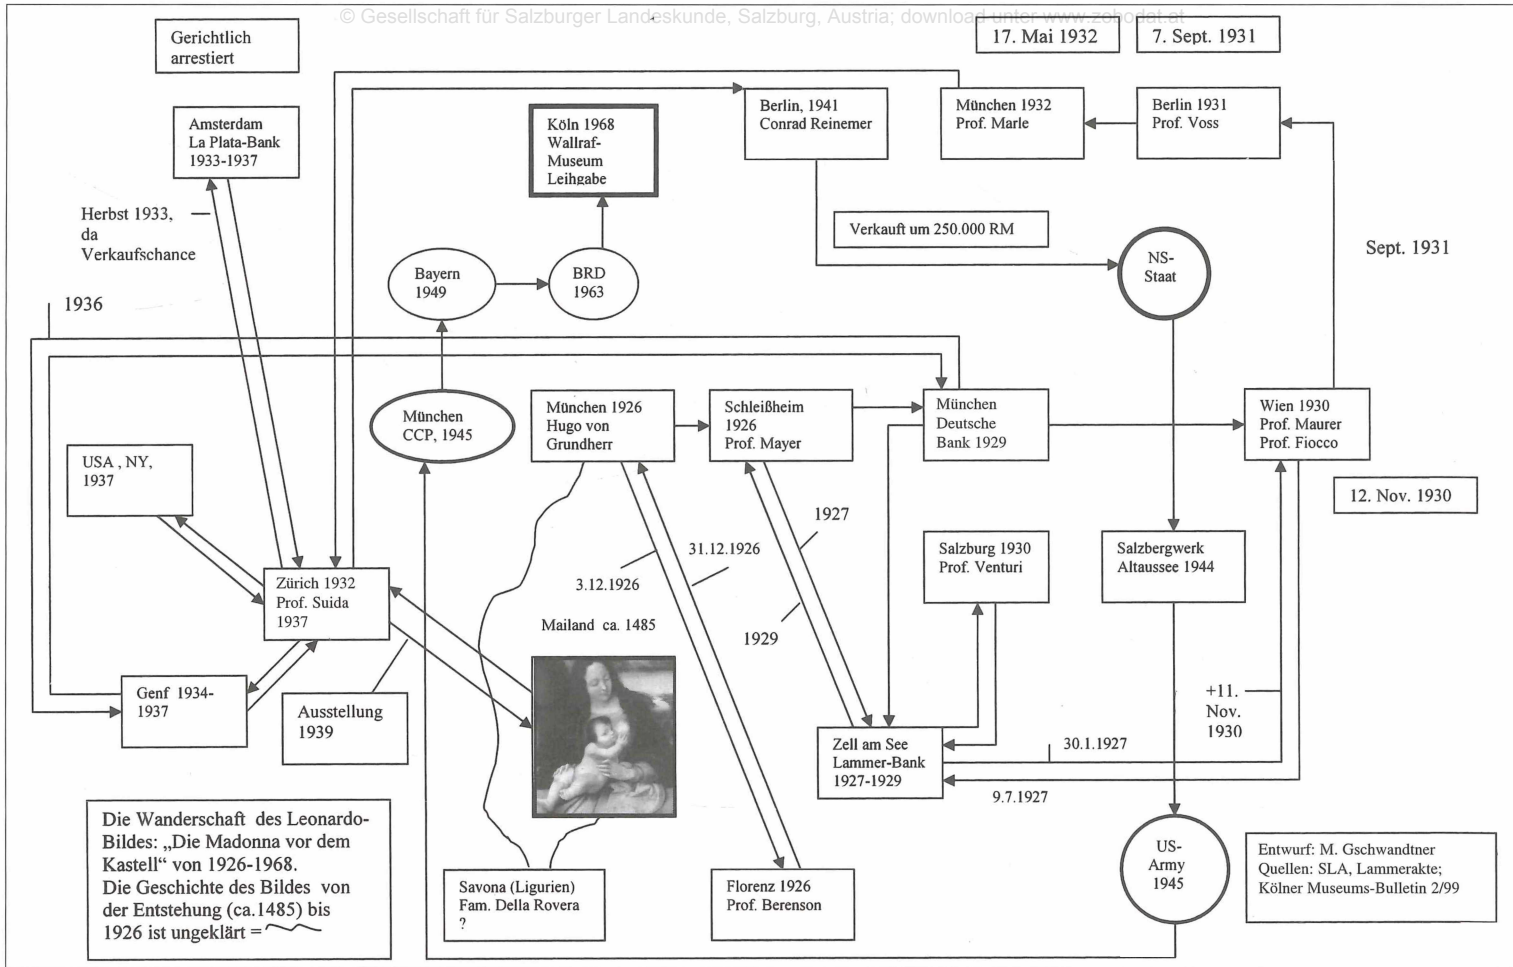 © Gesellschaft für Salzburger Landeskunde, Salzburg, Austria; download unter www.zobodat.at
Gerichtlich
arrestiert
17. Mai 1932
7. Sept. 1931
Amsterdam
La Plata-Bank
1933-1937
Köln 1968
Wallraf-
Museum
Leihgabe
Berlin, 1941
Conrad Reinemer
München 1932
Prof. Marle
Berlin 1931
Prof. Voss
Herbst 1933,
da
Verkaufschance
Verkauft um 250.000 RM
Sept. 1931
Bayern
1949
BRD
1963
NS-
Staat
1936
München
CCP, 1945
München 1926
Hugo von
Grundherr
Schleißheim
1926
Prof. Mayer
München
Deutsche
Bank 1929
Wien 1930
Prof. Maurer
Prof. Fiocco
USA , NY,
1937
12. Nov. 1930
1927
31.12.1926
3.12.1926
Salzburg 1930
Prof. Venturi
Salzbergwerk
Altaussee 1944
Zürich 1932
Prof. Suida
1937
Mailand ca. 1485
1929
Genf 1934-
1937
Ausstellung
1939
+11.
Nov.
1930
Zell am See
Lammer-Bank
1927-1929
30.1.1927
9.7.1927
Die Wanderschaft des Leonardo-
Bildes: „Die Madonna vor dem
Kastell“ von 1926-1968.
Die Geschichte des Bildes von
der Entstehung (ca.1485) bis
1926 ist ungeklärt =
Savona (Ligurien)
Fam. Della Rovera
?
Florenz 1926
Prof. Berenson
US-
Army
1945
Entwurf: M. Gschwandtner
Quellen: SLA, Lammerakte;
Kölner Museums-Bulletin 2/99